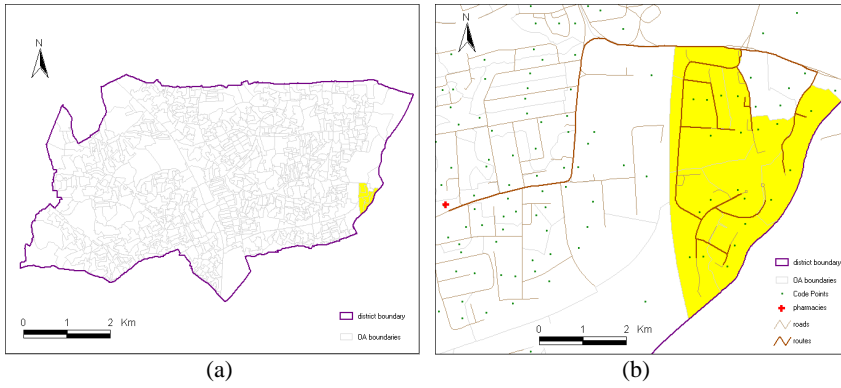 N
district boundary
OA boundaries
0 1 2 Km
(a)
N
district boundary
OA boundaries
Code Points
pharmacies
roads
routes
0 1 2 Km
(b)